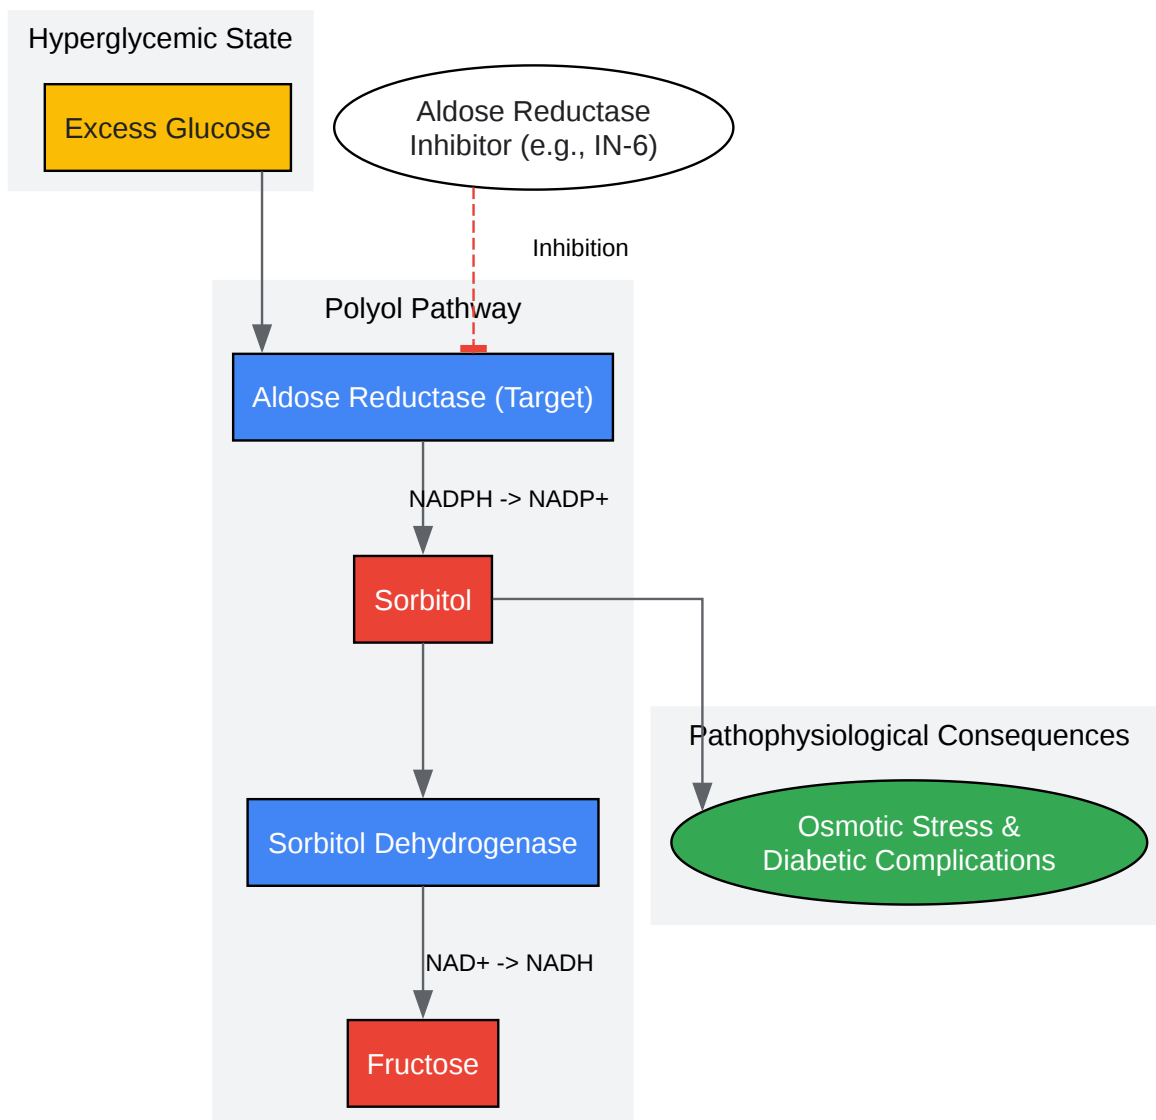 Hyperglycemic State
Excess Glucose
Aldose Reductase
Inhibitor (e.g., IN-6)
Inhibition
Polyol Pathway
Aldose Reductase (Target)
NADPH -> NADP+
Sorbitol
Pathophysiological Consequences
Osmotic Stress &
Diabetic Complications
Sorbitol Dehydrogenase
NAD+ -> NADH
Fructose